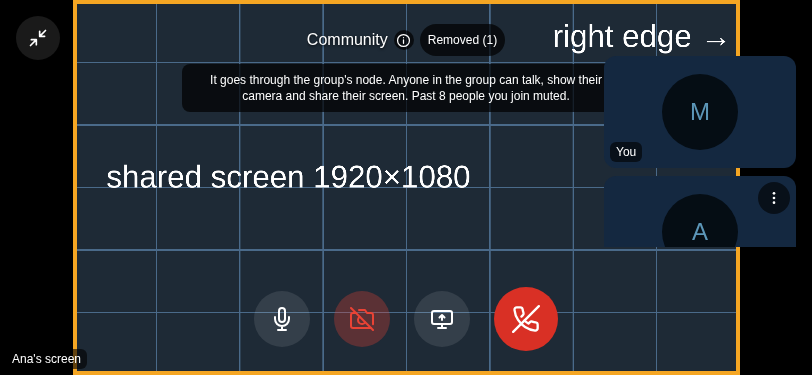 Community
Removed (1)
right edge →
It goes through the group's node. Anyone in the group can talk, show their
camera and share their screen. Past 8 people you join muted.
M
You
shared screen 1920×1080
A
Ana's screen